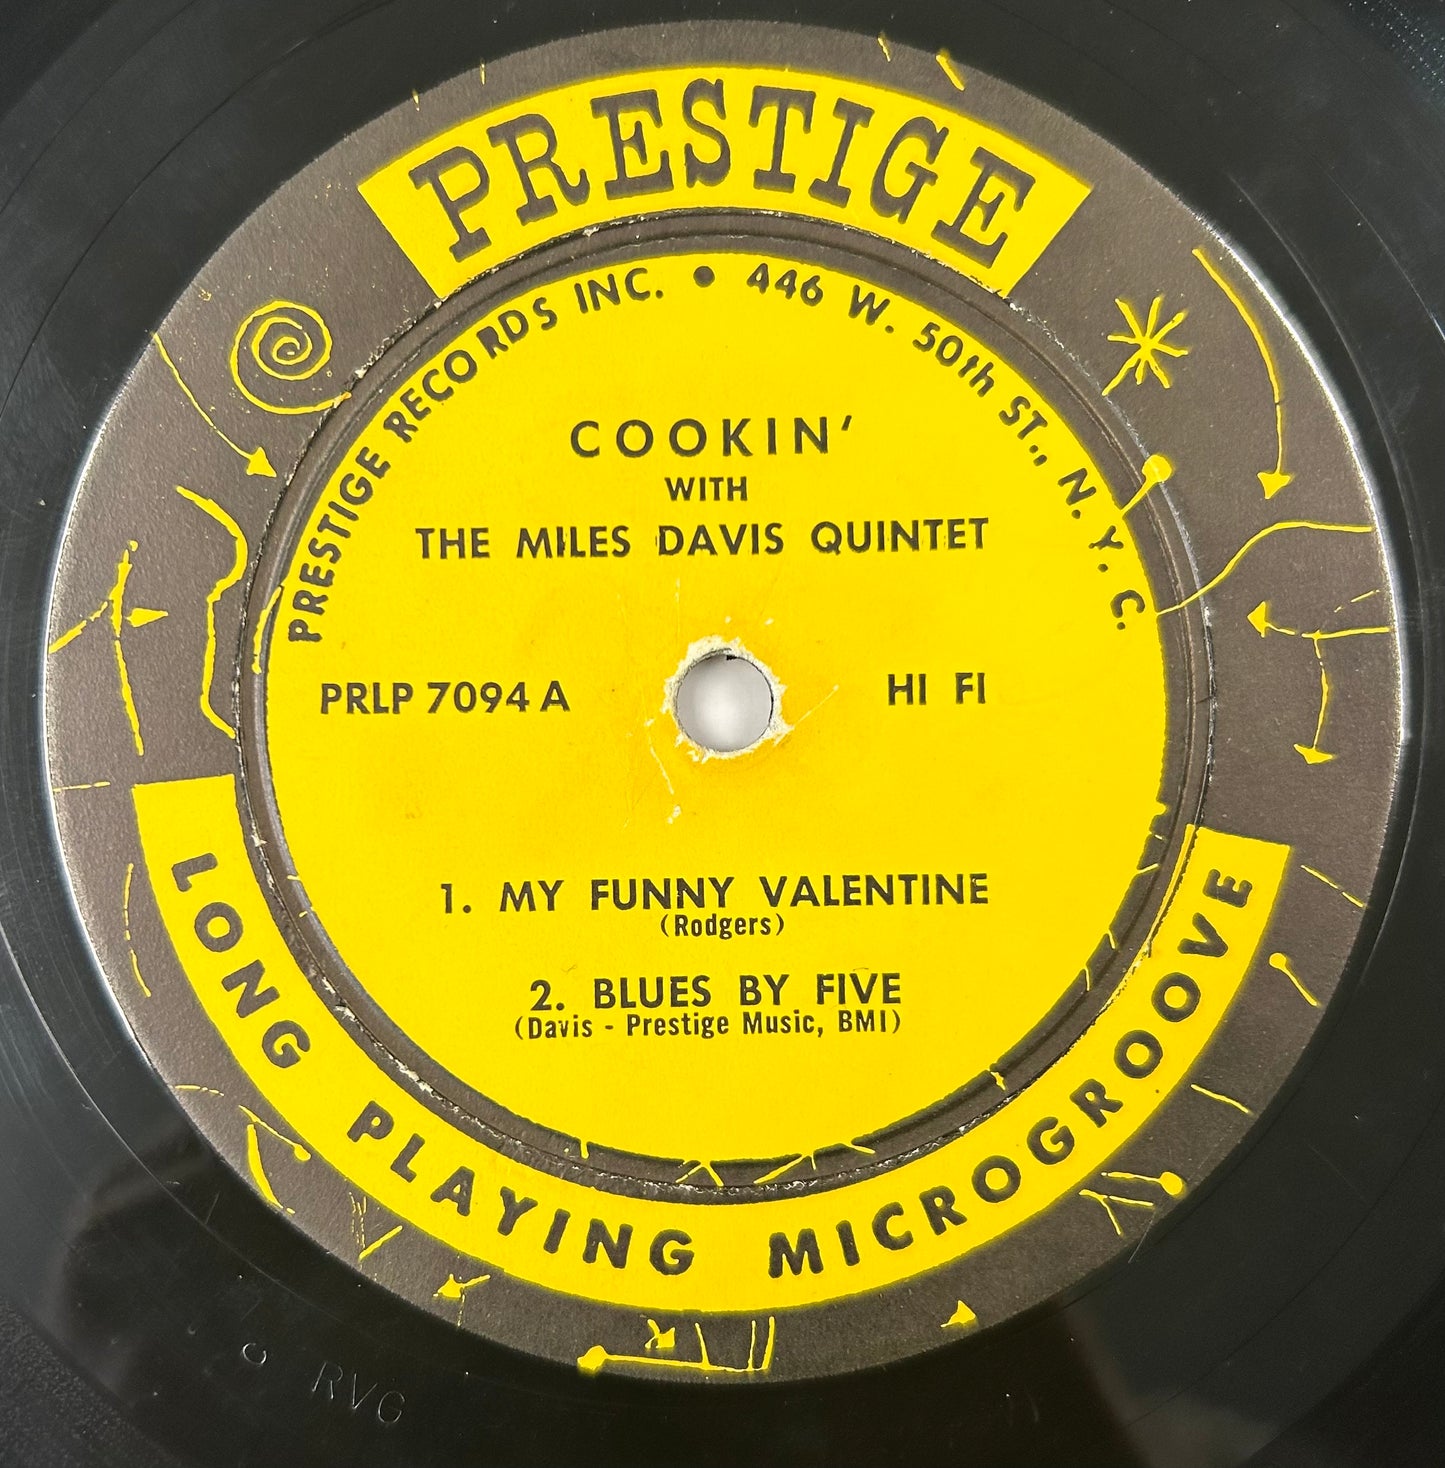 PRESTIGE
PRESTIGE RECORDS INC. • 446 W. 50th ST., N. Y. C.
COOKIN'
WITH
THE MILES DAVIS QUINTET
PRLP 7094 A
HI FI
1. MY FUNNY VALENTINE
(Rodgers)
2. BLUES BY FIVE
(Davis - Prestige Music, BMI)
LONG PLAYING MICROGROOVE
RVG